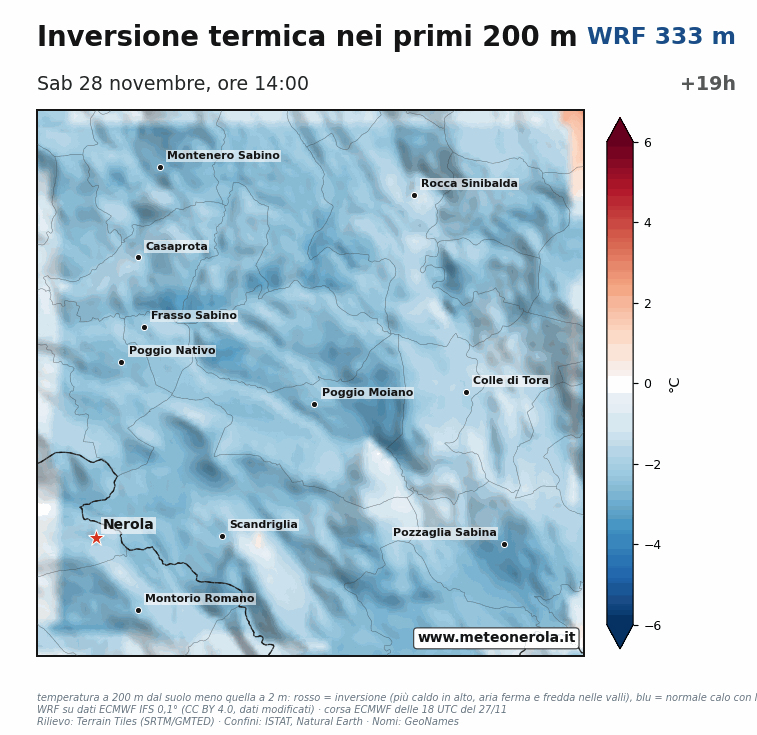 Inversione termica nei primi 200 m WRF 333 m
Sab 28 novembre, ore 14:00 +19h
Montenero Sabino
Rocca Sinibalda
Casaprota
Frasso Sabino
Poggio Nativo
Colle di Tora
Poggio Moiano
Nerola
Scandriglia
Pozzaglia Sabina
Montorio Romano
www.meteonerola.it
6
4
2
0
−2
−4
−6
°C
temperatura a 200 m dal suolo meno quella a 2 m: rosso = inversione (più caldo in alto, aria ferma e fredda nelle valli), blu = normale calo con
WRF su dati ECMWF IFS 0,1° (CC BY 4.0, dati modificati) · corsa ECMWF delle 18 UTC del 27/11
Rilievo: Terrain Tiles (SRTM/GMTED) · Confini: ISTAT, Natural Earth · Nomi: GeoNames